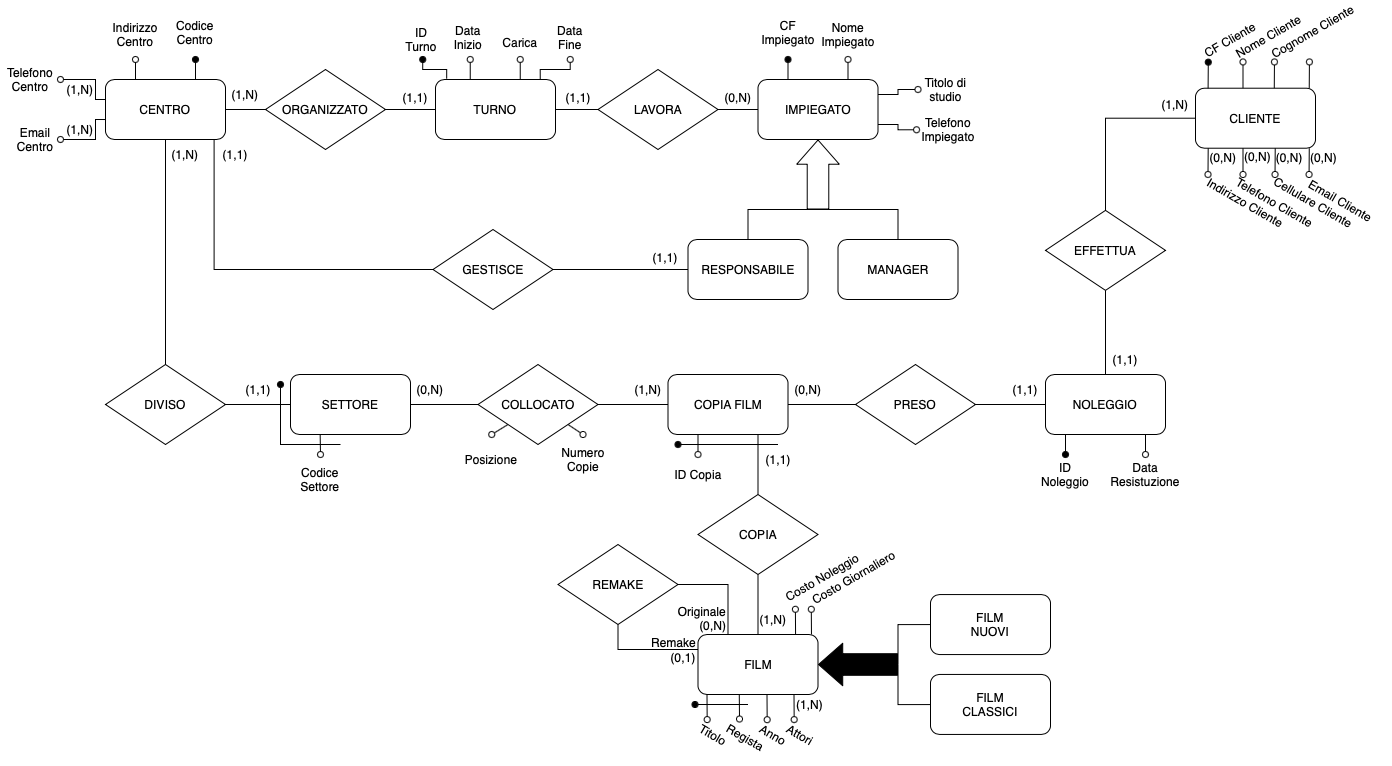 Indirizzo
Centro
Codice
Centro
Telefono
Centro
(1,N)
Email
Centro
(1,N)
CENTRO
(1,N)
ORGANIZZATO
(1,1)
ID
Turno
Data
Inizio
Carica
Data
Fine
TURNO
(1,1)
LAVORA
(0,N)
CF
Impiegato
Nome
Impiegato
IMPIEGATO
Titolo di
studio
Telefono
Impiegato
CF Cliente
Nome Cliente
Cognome Cliente
(1,N)
CLIENTE
(0,N)
(0,N)
(0,N)
(0,N)
Indirizzo Cliente
Telefono Cliente
Cellulare Cliente
Email Cliente
(1,N)
(1,1)
GESTISCE
(1,1)
RESPONSABILE
MANAGER
EFFETTUA
(1,1)
DIVISO
(1,1)
SETTORE
Codice
Settore
(0,N)
COLLOCATO
Posizione
Numero
Copie
(1,N)
COPIA FILM
ID Copia
(1,1)
(0,N)
PRESO
(1,1)
NOLEGGIO
ID
Noleggio
Data
Resistuzione
COPIA
REMAKE
Originale
(0,N)
Remake
(0,1)
(1,N)
Costo Noleggio
Costo Giornaliero
FILM
(1,N)
Titolo
Regista
Anno
Attori
FILM
NUOVI
FILM
CLASSICI